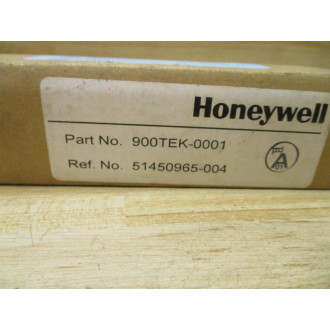 Honeywell
Part No. 900TEK-0001
Ref. No. 51450965-004
A